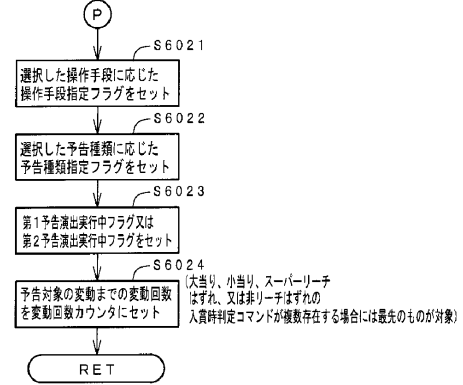 P
S6021
選択した操作手段に応じた
操作手段指定フラグをセット
S6022
選択した予告種類に応じた
予告種類指定フラグをセット
S6023
第1予告演出実行中フラグ又は
第2予告演出実行中フラグをセット
S6024
予告対象の変動までの変動回数
を変動回数カウンタにセット
(大当り、小当り、スーパーリーチ
はずれ、又は非リーチはずれの
入賞時判定コマンドが複数存在する場合には最先のものが対象)
RET